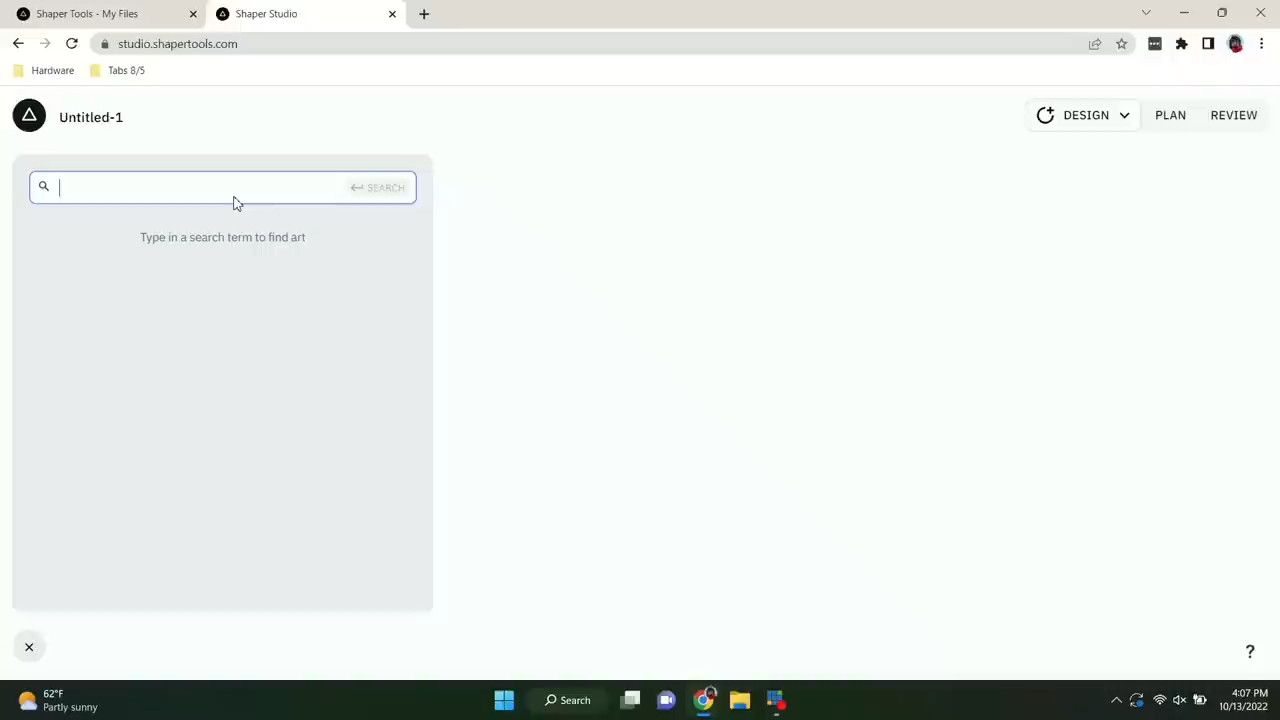 Shaper Tools - My Files
Shaper Studio
studio.shapertools.com
Hardware
Tabs 8/5
Untitled-1
DESIGN
PLAN
REVIEW
SEARCH
Type in a search term to find art
?
62°F
Partly sunny
Search
4:07 PM
10/13/2022